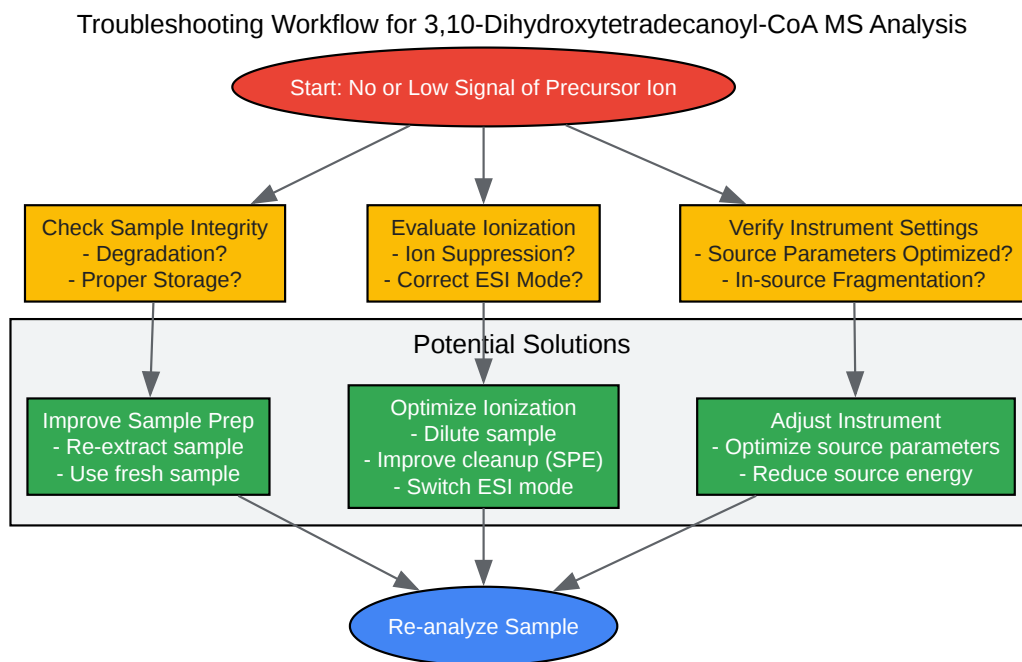 Troubleshooting Workflow for 3,10-Dihydroxytetradecanoyl-CoA MS Analysis
Start: No or Low Signal of Precursor Ion
Check Sample Integrity
- Degradation?
- Proper Storage?
Evaluate Ionization
- Ion Suppression?
- Correct ESI Mode?
Verify Instrument Settings
- Source Parameters Optimized?
- In-source Fragmentation?
Potential Solutions
Improve Sample Prep
- Re-extract sample
- Use fresh sample
Optimize Ionization
- Dilute sample
- Improve cleanup (SPE)
- Switch ESI mode
Adjust Instrument
- Optimize source parameters
- Reduce source energy
Re-analyze Sample